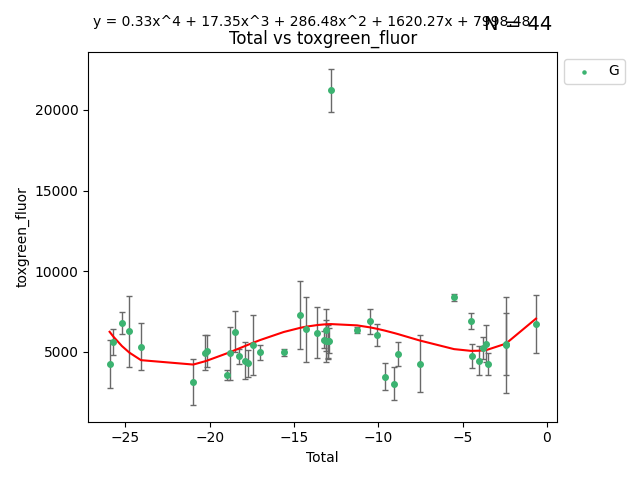 y = 0.33x^4 + 17.35x^3 + 286.48x^2 + 1620.27x + 7998.48
N = 44
Total vs toxgreen_fluor
G
20000
15000
10000
5000
toxgreen_fluor
−25
−20
−15
−10
−5
0
Total